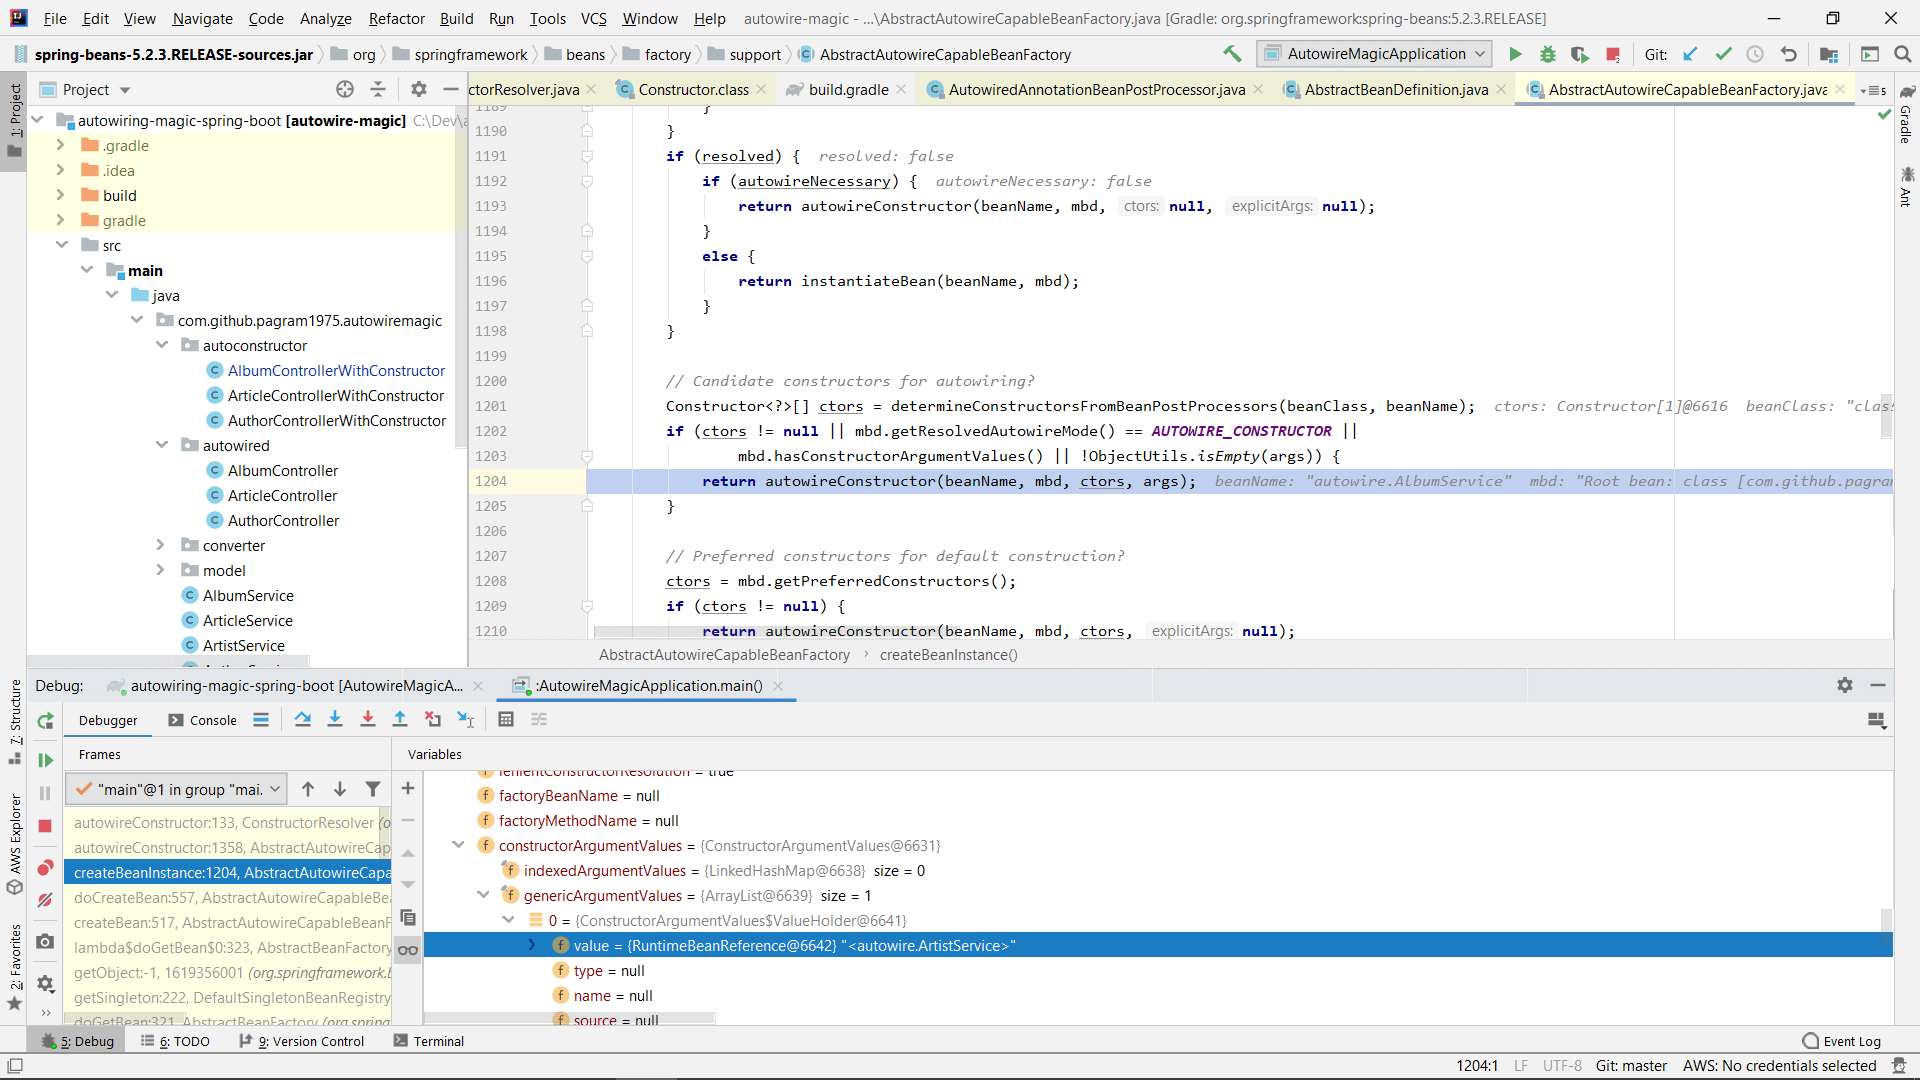 File Edit View Navigate Code Analyze Refactor Build Run Tools VCS Window Help autowire-magic - ...\AbstractAutowireCapableBeanFactory.java [Gradle: org.springframework:spring-beans:5.2.3.RELEASE]
spring-beans-5.2.3.RELEASE-sources.jar org springframework beans factory support AbstractAutowireCapableBeanFactory AutowireMagicApplication Git:
Project
ctorResolver.java Constructor.class build.gradle AutowiredAnnotationBeanPostProcessor.java AbstractBeanDefinition.java AbstractAutowireCapableBeanFactory.java 5
1: Project
7: Structure
AWS Explorer
2: Favorites
Gradle
Ant
autowiring-magic-spring-boot [autowire-magic] C:\Dev\a
.gradle
.idea
build
gradle
src
main
java
com.github.pagram1975.autowiremagic
autoconstructor
AlbumControllerWithConstructor
ArticleControllerWithConstructor
AuthorControllerWithConstructor
autowired
AlbumController
ArticleController
AuthorController
converter
model
AlbumService
ArticleService
ArtistService
1189 }
1190 }
1191 if (resolved) { resolved: false
1192 if (autowireNecessary) { autowireNecessary: false
1193 return autowireConstructor(beanName, mbd, ctors: null, explicitArgs: null);
1194 }
1195 else {
1196 return instantiateBean(beanName, mbd);
1197 }
1198 }
1199
1200 // Candidate constructors for autowiring?
1201 Constructor<?>[] ctors = determineConstructorsFromBeanPostProcessors(beanClass, beanName); ctors: Constructor[1]@6616 beanClass: "clas
1202 if (ctors != null || mbd.getResolvedAutowireMode() == AUTOWIRE_CONSTRUCTOR ||
1203 mbd.hasConstructorArgumentValues() || !ObjectUtils.isEmpty(args)) {
1204 return autowireConstructor(beanName, mbd, ctors, args); beanName: "autowire.AlbumService" mbd: "Root bean: class [com.github.pagra
1205 }
1206
1207 // Preferred constructors for default construction?
1208 ctors = mbd.getPreferredConstructors();
1209 if (ctors != null) {
1210 return autowireConstructor(beanName, mbd, ctors, explicitArgs: null);
AbstractAutowireCapableBeanFactory createBeanInstance()
Debug: autowiring-magic-spring-boot [AutowireMagicA... :AutowireMagicApplication.main()
Debugger Console
Frames
Variables
"main"@1 in group "mai...
autowireConstructor:133, ConstructorResolver (o
autowireConstructor:1358, AbstractAutowireCap
createBeanInstance:1204, AbstractAutowireCapa
doCreateBean:557, AbstractAutowireCapableBea
createBean:517, AbstractAutowireCapableBeanF
lambda$doGetBean$0:323, AbstractBeanFactory
getObject:-1, 1619356001 (org.springframework.b
getSingleton:222, DefaultSingletonBeanRegistry
doGetBean:321, AbstractBeanFactory (org.spring
lenientConstructorResolution = true
factoryBeanName = null
factoryMethodName = null
constructorArgumentValues = {ConstructorArgumentValues@6631}
indexedArgumentValues = {LinkedHashMap@6638} size = 0
genericArgumentValues = {ArrayList@6639} size = 1
0 = {ConstructorArgumentValues$ValueHolder@6641}
value = {RuntimeBeanReference@6642} "<autowire.ArtistService>"
type = null
name = null
source = null
5: Debug 6: TODO 9: Version Control Terminal Event Log
1204:1 LF UTF-8 Git: master AWS: No credentials selected